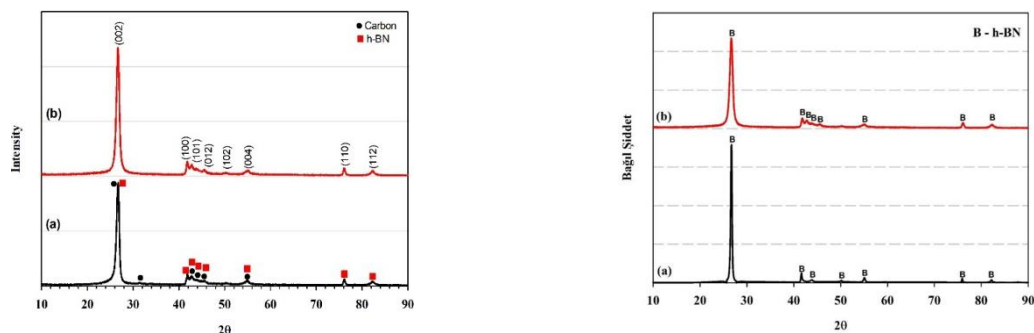 ● Carbon
■ h-BN
(002)
(b)
(100)
(101)
(012)
(102)
(004)
(110)
(112)
(a)
Intensity
10 20 30 40 50 60 70 80 90
2θ
B - h-BN
B
(b)
B B B B B B B
B
(a)
B B B B B B
Bağıl Şiddet
10 20 30 40 50 60 70 80 90
2θ